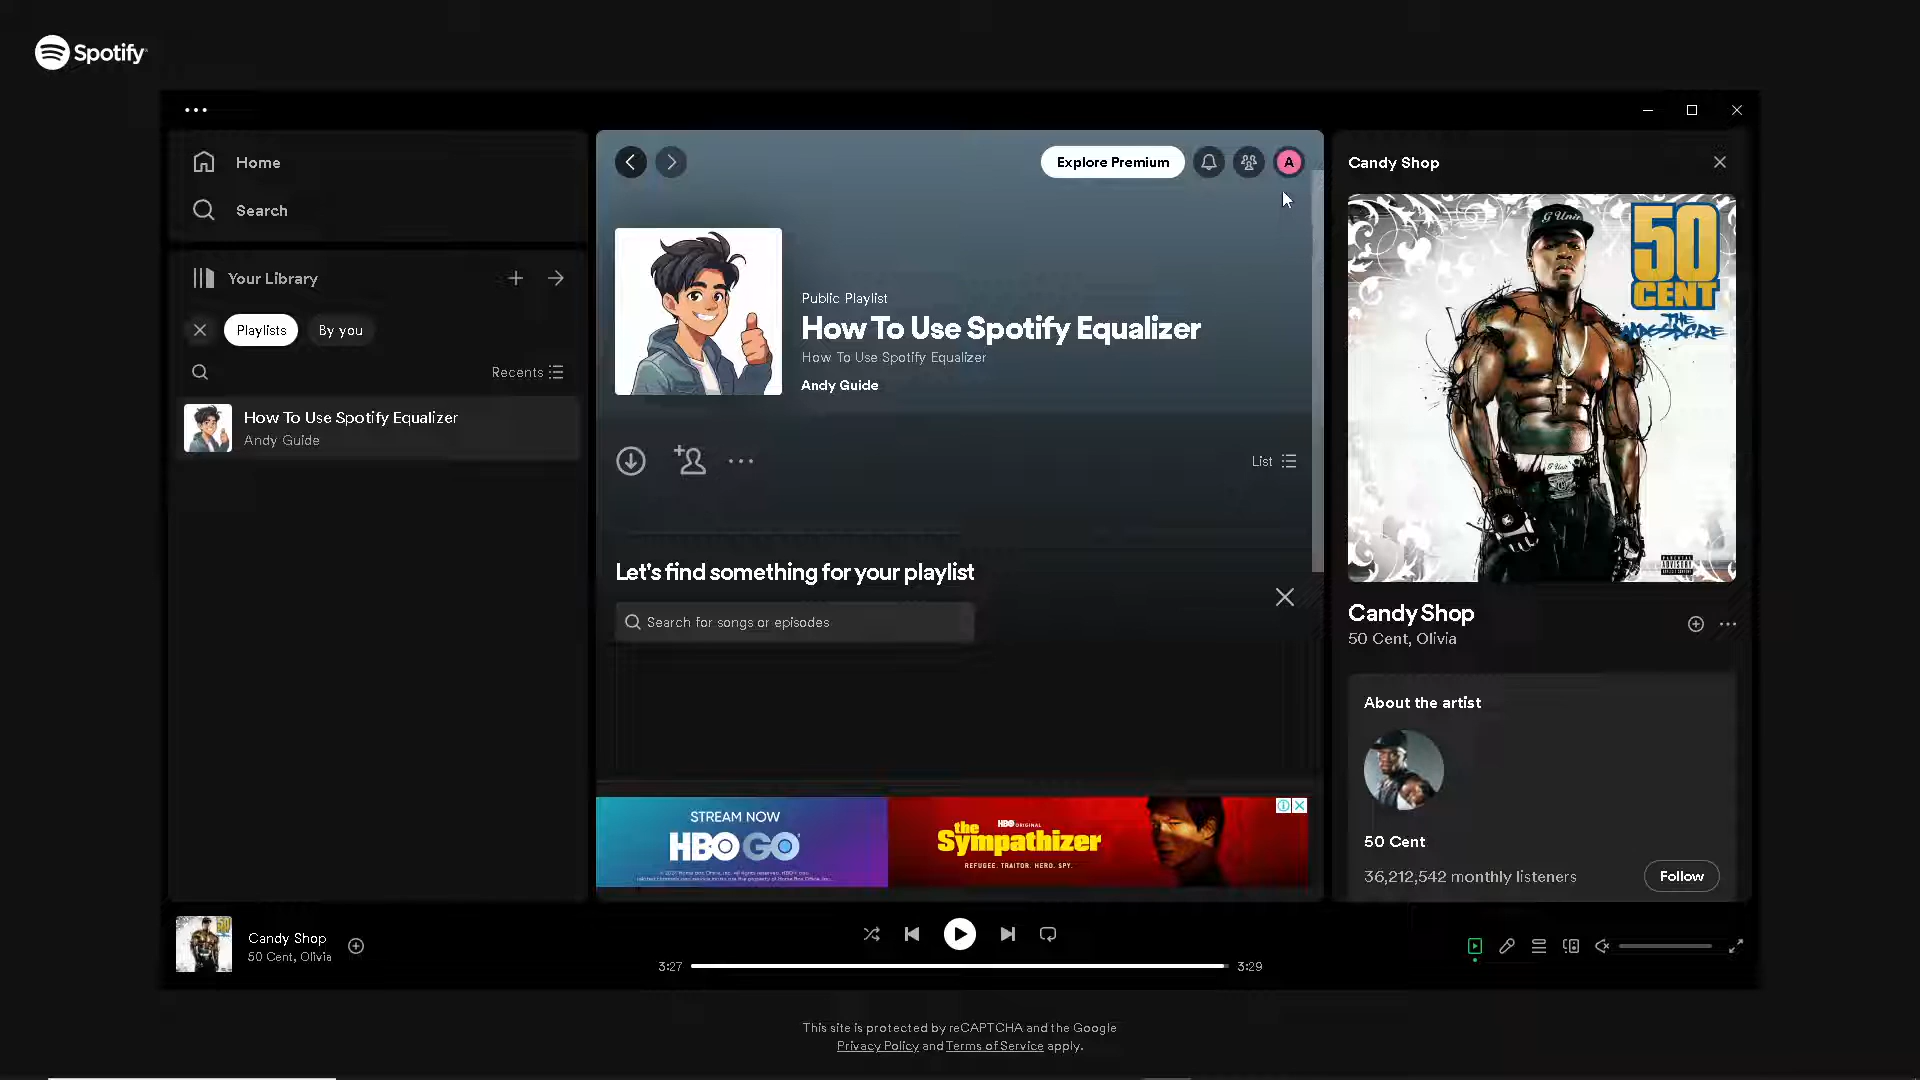 Spotify
Home
Search
Your Library
Playlists
By you
Recents
How To Use Spotify Equalizer
Andy Guide
Explore Premium
A
Public Playlist
How To Use Spotify Equalizer
How To Use Spotify Equalizer
Andy Guide
List
Let's find something for your playlist
Search for songs or episodes
STREAM NOW
HBO GO
HBO ORIGINAL
the Sympathizer
REFUGEE. TRAITOR. HERO. SPY.
Candy Shop
G Unit
50
CENT
THE
MASSACRE
G Unit
PARENTAL
ADVISORY
Candy Shop
50 Cent, Olivia
About the artist
50 Cent
36,212,542 monthly listeners
Follow
Candy Shop
50 Cent, Olivia
3:27
3:29
This site is protected by reCAPTCHA and the Google
Privacy Policy and Terms of Service apply.